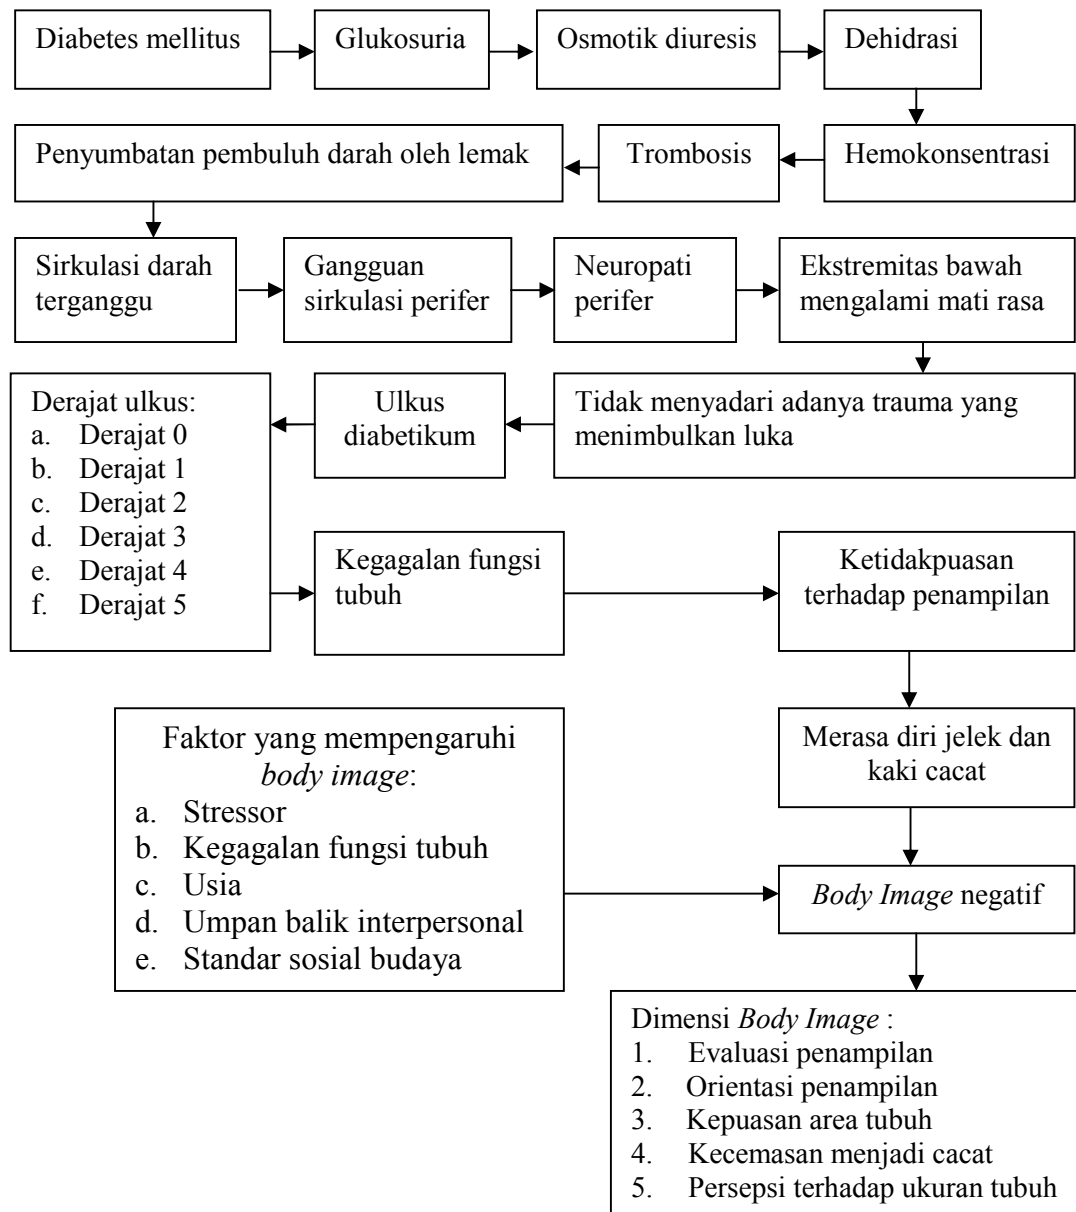 Diabetes mellitus
Glukosuria
Osmotik diuresis
Dehidrasi
Hemokonsentrasi
Trombosis
Penyumbatan pembuluh darah oleh lemak
Sirkulasi darah
terganggu
Gangguan
sirkulasi perifer
Neuropati
perifer
Ekstremitas bawah
mengalami mati rasa
Tidak menyadari adanya trauma yang
menimbulkan luka
Ulkus
diabetikum
Derajat ulkus:
a. Derajat 0
b. Derajat 1
c. Derajat 2
d. Derajat 3
e. Derajat 4
f. Derajat 5
Kegagalan fungsi
tubuh
Ketidakpuasan
terhadap penampilan
Merasa diri jelek dan
kaki cacat
Faktor yang mempengaruhi
body image:
a. Stressor
b. Kegagalan fungsi tubuh
c. Usia
d. Umpan balik interpersonal
e. Standar sosial budaya
Body Image negatif
Dimensi Body Image :
1. Evaluasi penampilan
2. Orientasi penampilan
3. Kepuasan area tubuh
4. Kecemasan menjadi cacat
5. Persepsi terhadap ukuran tubuh